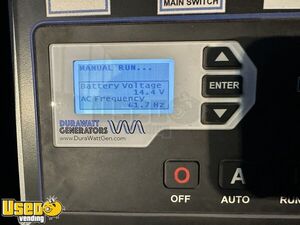 MAIN SWITCH
MANUAL RUN...
Battery Voltage
14.4 V
AC Frequency
61.7 Hz
ENTER
DURAWATT
GENERATORS
www.DuraWattGen.com
O
A
OFF
AUTO
RUN
Used
vending